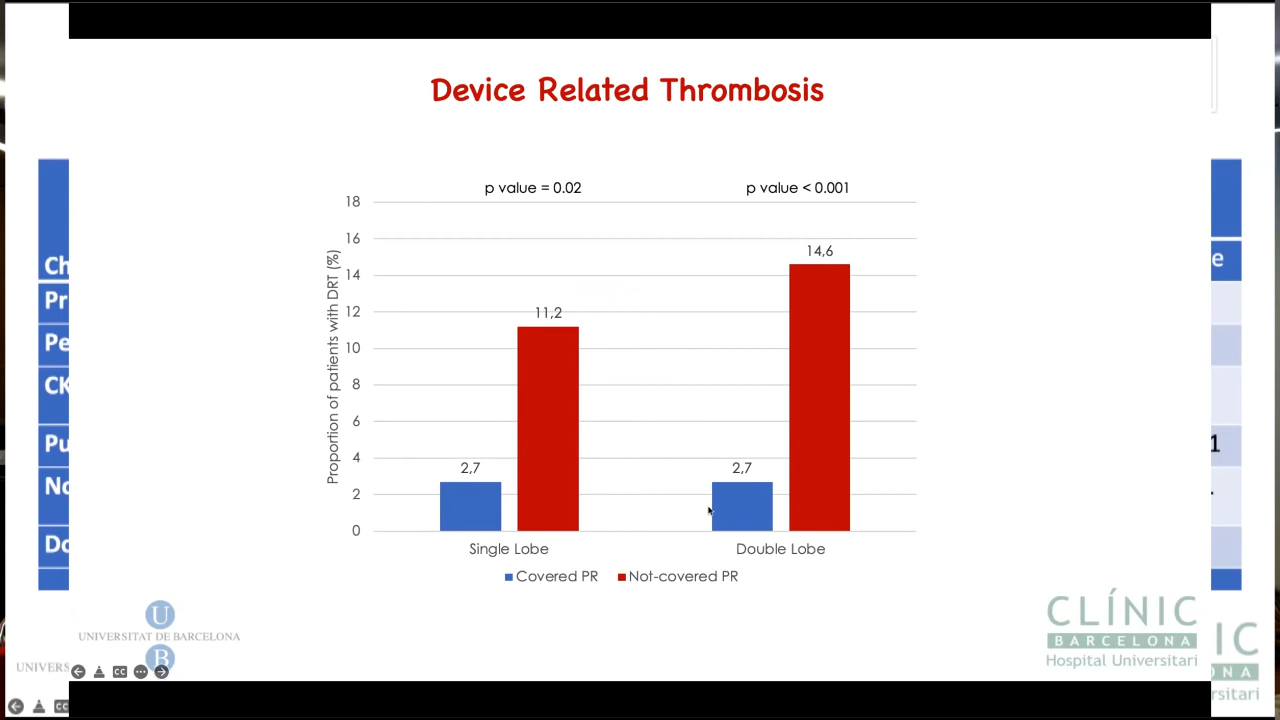 Device Related Thrombosis
p value = 0.02
p value < 0.001
Proportion of patients with DRT (%)
18
16
14
12
10
8
6
4
2
0
2,7
11,2
2,7
14,6
Single Lobe
Double Lobe
Covered PR
Not-covered PR
U
UNIVERSITAT DE BARCELONA
B
CLÍNIC
BARCELONA
Hospital Universitari
CC